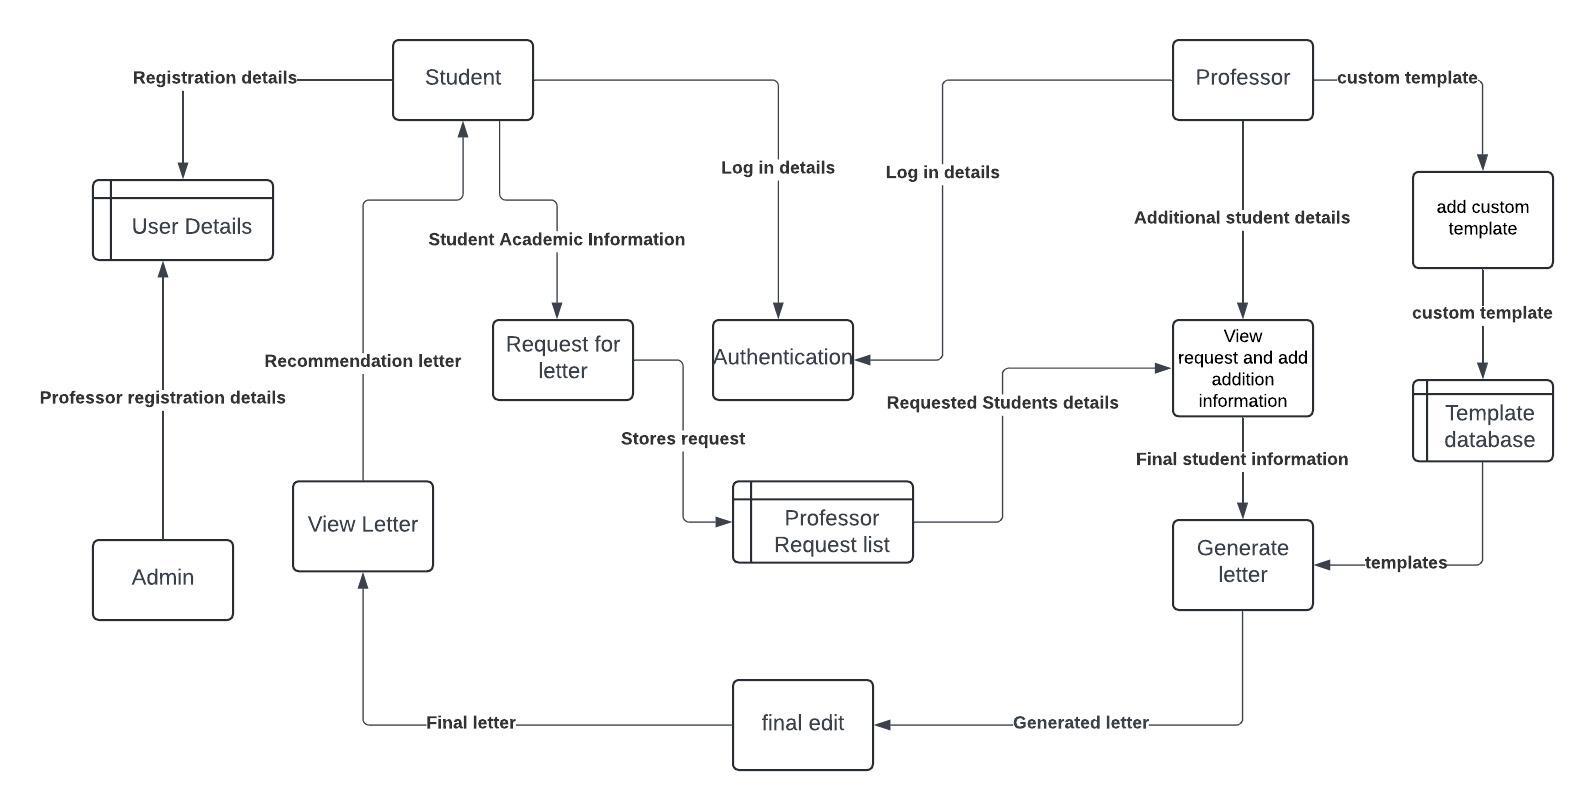 Registration details
Student
Professor
custom template
Log in details
Log in details
add custom
template
User Details
Additional student details
Student Academic Information
custom template
Request for
letter
Authentication
View
request and add
addition
information
Recommendation letter
Professor registration details
Requested Students details
Template
database
Stores request
Final student information
View Letter
Professor
Request list
Generate
letter
templates
Admin
Final letter
final edit
Generated letter